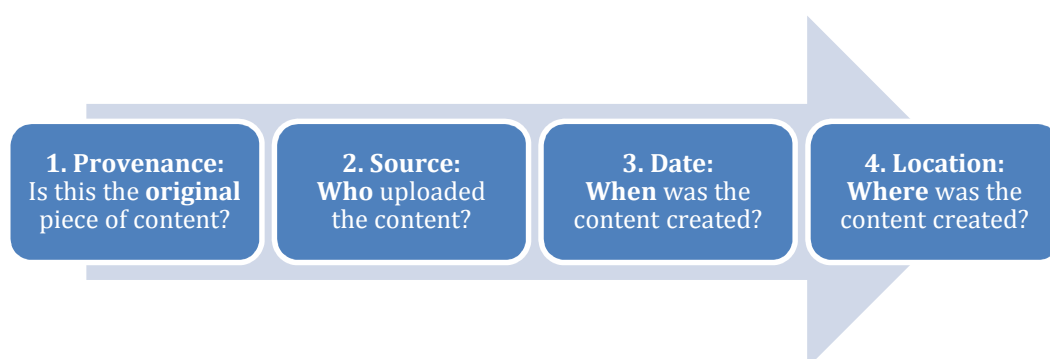 1. Provenance:
Is this the original
piece of content?
2. Source:
Who uploaded
the content?
3. Date:
When was the
content created?
4. Location:
Where was the
content created?